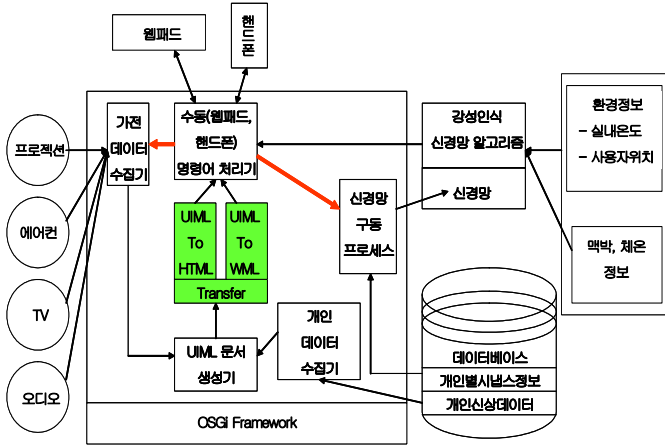 웹패드
핸
드
폰
가전
데이터
수집기
수동(웹패드,
핸드폰)
명령어 처리기
강성인식
신경망 알고리즘
신경망
환경정보
- 실내온도
- 사용자위치
맥박, 체온
정보
프로젝션
에어컨
TV
오디오
UIML
To
HTML
UIML
To
WML
Transfer
신경망
구동
프로세스
UIML 문서
생성기
개인
데이터
수집기
데이터베이스
개인별시냅스정보
개인신상데이터
OSGi Framework